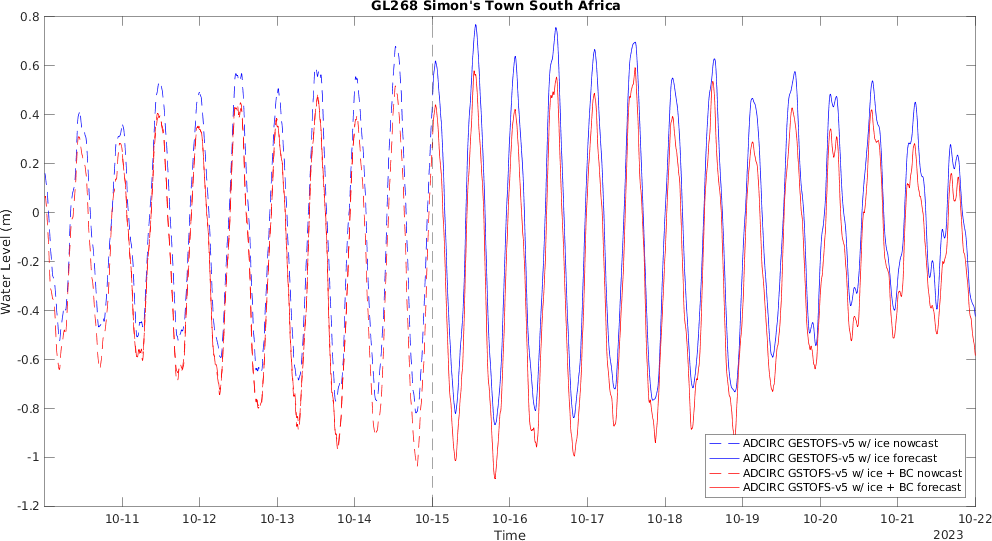 GL268 Simon's Town South Africa
0.8
0.6
0.4
0.2
0
-0.2
-0.4
-0.6
-0.8
-1
-1.2
Water Level (m)
ADCIRC GESTOFS-v5 w/ ice nowcast
ADCIRC GESTOFS-v5 w/ ice forecast
ADCIRC GSTOFS-v5 w/ ice + BC nowcast
ADCIRC GSTOFS-v5 w/ ice + BC forecast
10-11 10-12 10-13 10-14 10-15 10-16 10-17 10-18 10-19 10-20 10-21 10-22
Time
2023